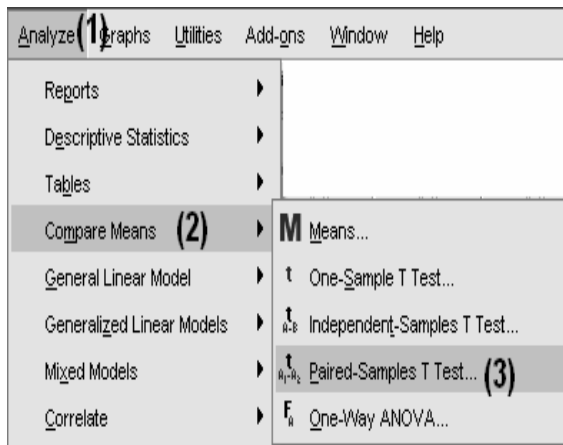 Analyze (1) Graphs Utilities Add-ons Window Help
Reports
Descriptive Statistics
Tables
Compare Means (2)
General Linear Model
Generalized Linear Models
Mixed Models
Correlate
M Means...
t One-Sample T Test...
t A-B Independent-Samples T Test...
t A₁-A₂ Paired-Samples T Test... (3)
F A One-Way ANOVA...